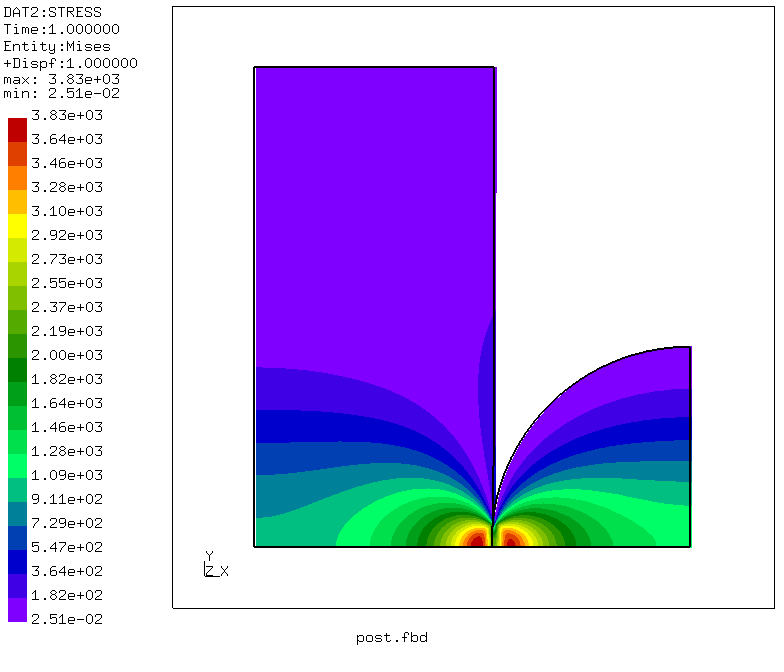 DAT2:STRESS
Time:1.000000
Entity:Mises
+Dispf:1.000000
max: 3.83e+03
min: 2.51e-02
3.83e+03
3.64e+03
3.46e+03
3.28e+03
3.10e+03
2.92e+03
2.73e+03
2.55e+03
2.37e+03
2.19e+03
2.00e+03
1.82e+03
1.64e+03
1.46e+03
1.28e+03
1.09e+03
9.11e+02
7.29e+02
5.47e+02
3.64e+02
1.82e+02
2.51e-02
Y
Z X
post.fbd